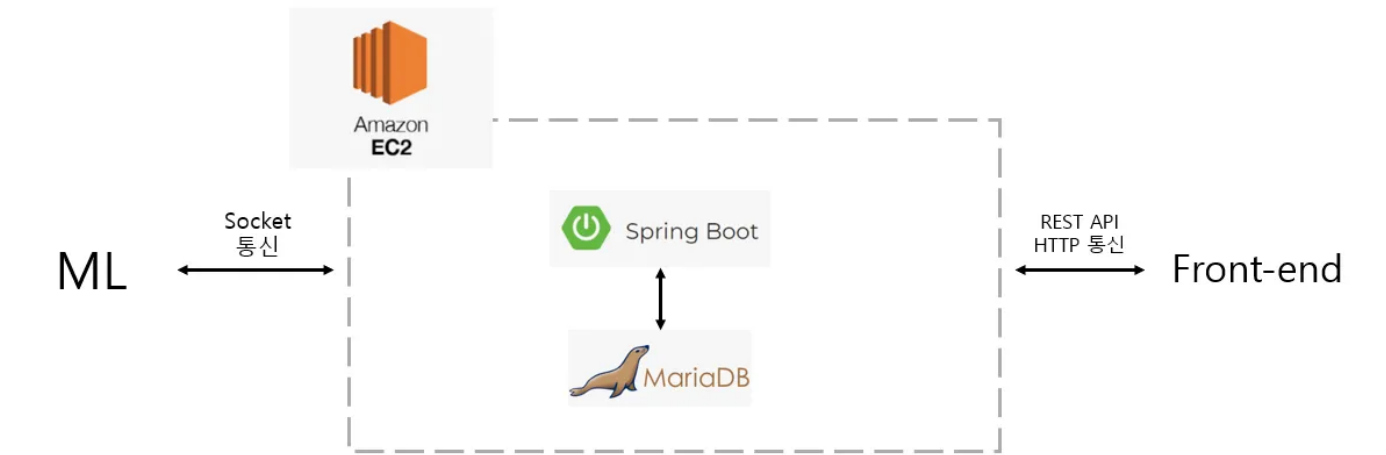 Amazon
EC2
Socket
통신
ML
Spring Boot
MariaDB
REST API
HTTP 통신
Front-end